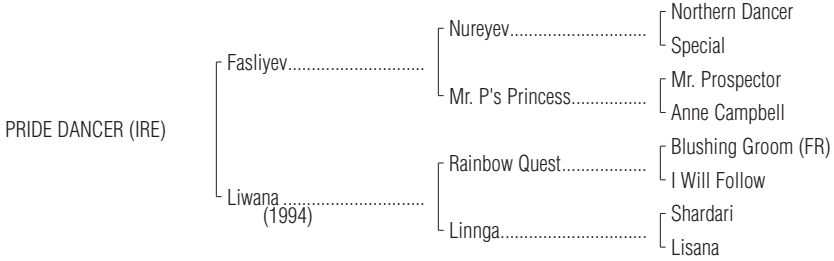 Northern Dancer
Nureyev
Special
Fasliyev
Mr. Prospector
Mr. P's Princess
Anne Campbell
PRIDE DANCER (IRE)
Blushing Groom (FR)
Rainbow Quest
I Will Follow
Liwana
(1994)
Shardari
Linnga
Lisana